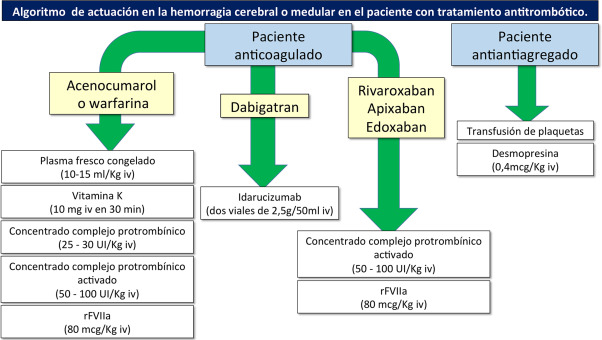 Algoritmo de actuación en la hemorragia cerebral o medular en el paciente con tratamiento antitrombótico.
Paciente
anticoagulado
Paciente
antiantiagregado
Acenocumarol
o warfarina
Dabigatran
Rivaroxaban
Apixaban
Edoxaban
Plasma fresco congelado
(10-15 ml/Kg iv)
Vitamina K
(10 mg iv en 30 min)
Concentrado complejo protrombínico
(25 - 30 UI/Kg iv)
Concentrado complejo protrombínico
activado
(50 - 100 UI/Kg iv)
rFVIIa
(80 mcg/Kg iv)
Idarucizumab
(dos viales de 2,5g/50ml iv)
Concentrado complejo protrombínico
activado
(50 - 100 UI/Kg iv)
rFVIIa
(80 mcg/Kg iv)
Transfusión de plaquetas
Desmopresina
(0,4mcg/Kg iv)